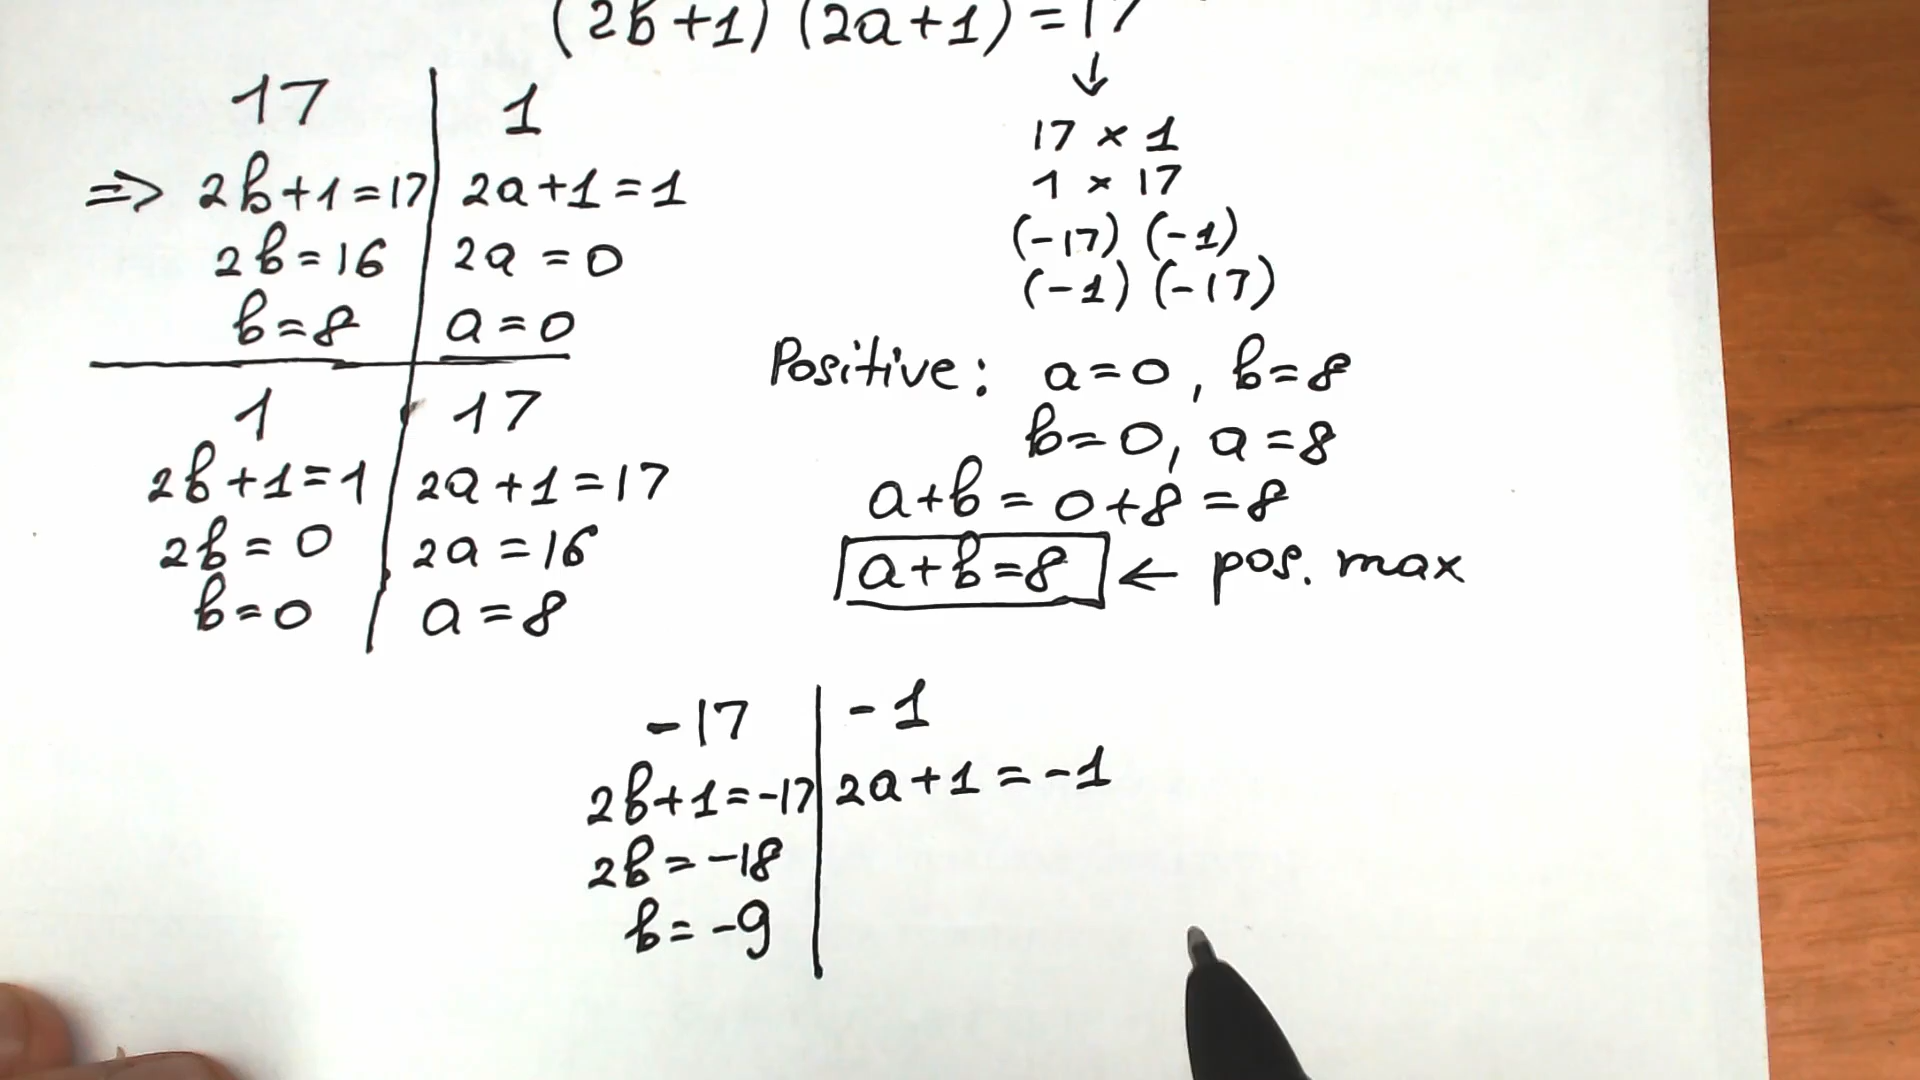 (2b+1) (2a+1) = 17
↓
17 × 1
1 × 17
(-17) (-1)
(-1) (-17)
17 | 1
=> 2b+1=17 | 2a+1=1
2b=16 | 2a=0
b=8 | a=0
1 | 17
2b+1=1 | 2a+1=17
2b=0 | 2a=16
b=0 | a=8
Positive: a=0, b=8
b=0, a=8
a+b=0+8=8
a+b=8 ← pos. max
-17 | -1
2b+1=-17 | 2a+1=-1
2b=-18
b=-9